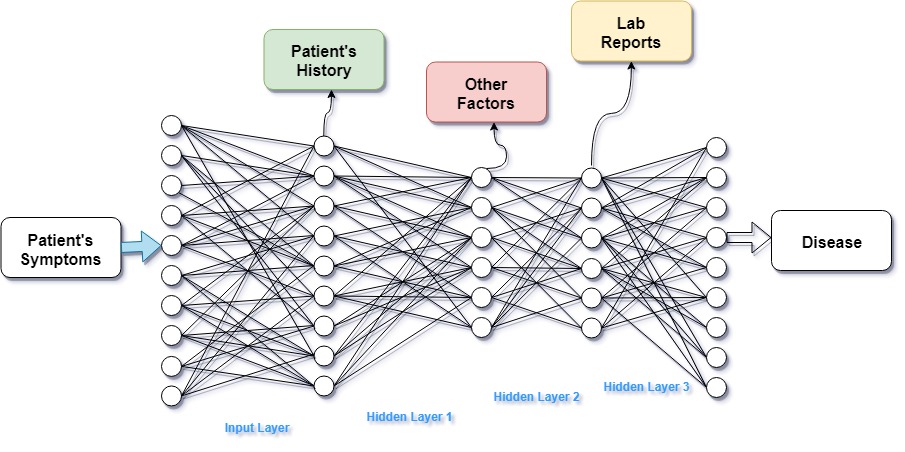 Lab
Reports
Patient's
History
Other
Factors
Patient's
Symptoms
Disease
Hidden Layer 3
Hidden Layer 2
Hidden Layer 1
Input Layer